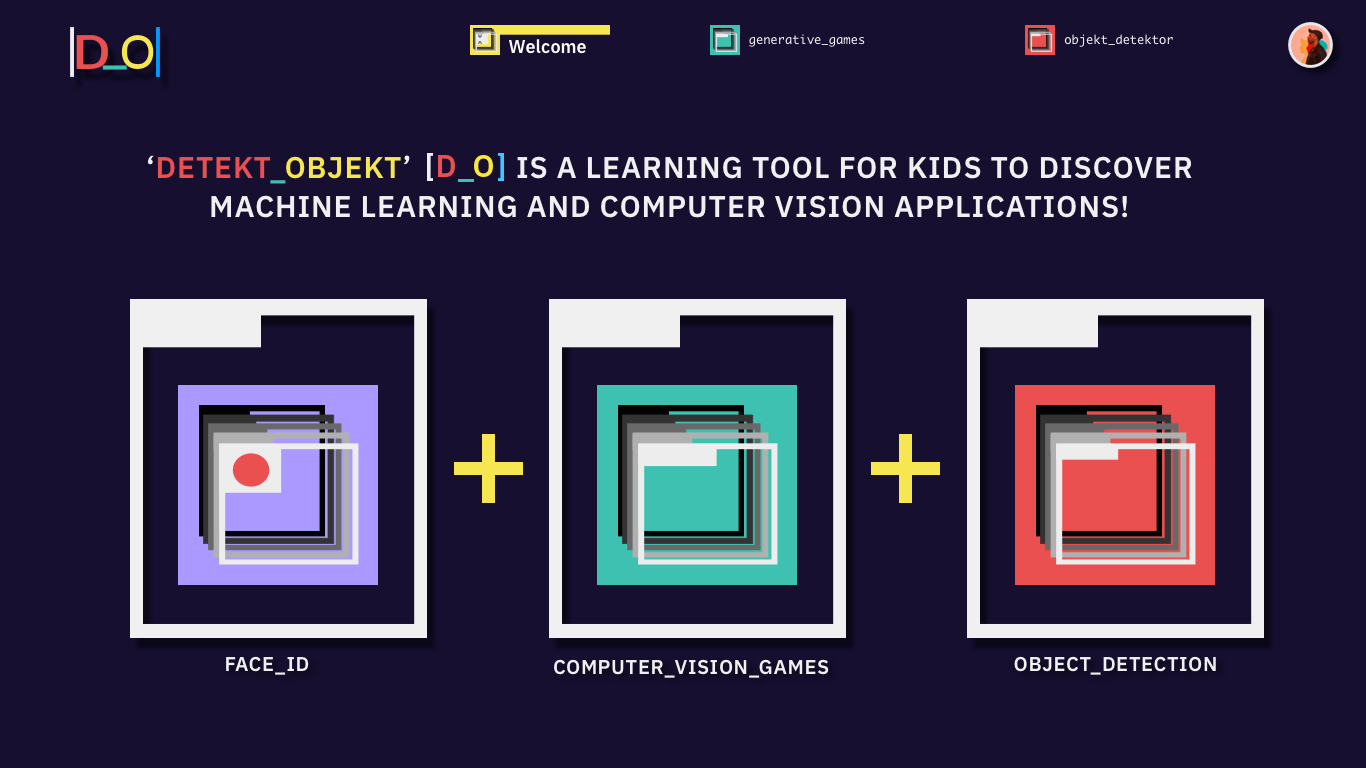 |D_O|
Welcome
generative_games
objekt_detektor
‘DETEKT_OBJEKT’ [D_O] IS A LEARNING TOOL FOR KIDS TO DISCOVER
MACHINE LEARNING AND COMPUTER VISION APPLICATIONS!
FACE_ID
COMPUTER_VISION_GAMES
OBJECT_DETECTION